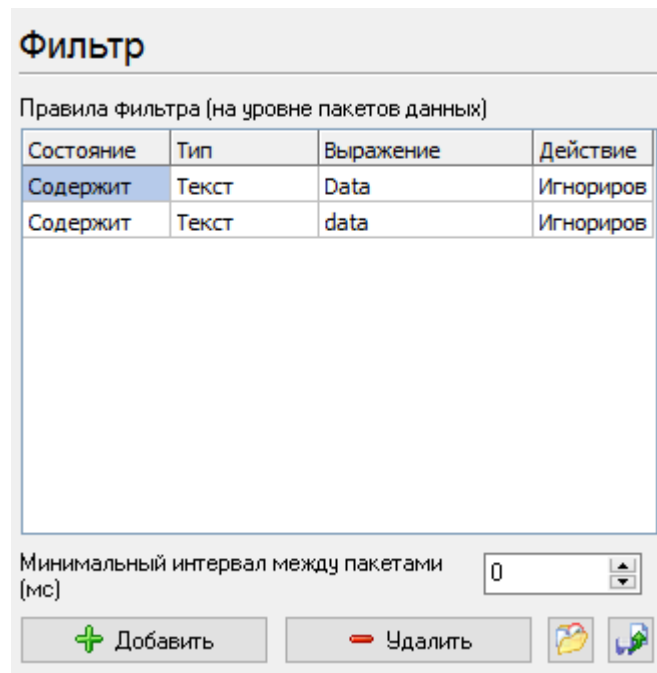 Фильтр
Правила фильтра (на уровне пакетов данных)
Состояние Тип Выражение Действие
Содержит Текст Data Игнориров
Содержит Текст data Игнориров
Минимальный интервал между пакетами
(мс)
0
Добавить Удалить